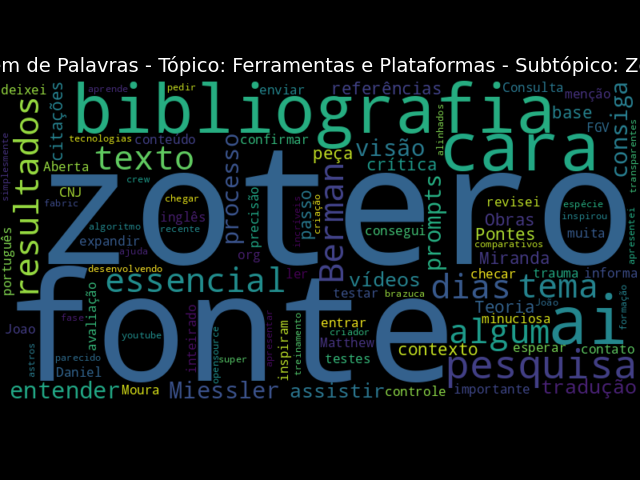 em de Palavras - Tópico: Ferramentas e Plataformas - Subtópico: Z
deixei
aprende
pedir
enviar
referências
Consulta
menção
bibliografia
citações
resultados
tecnologias
conteúdo
confirmar
base
FGV
consiga
transparentes
simplesmente
Aberta
texto
processo
peça
visão
crítica
alinhados
cara
zotero
CNJ
crew
chegar
precisão
passo
criação
Berman
prompts
revisei
espécie
inspirou
fabric
algoritmo
recente
inglês
consegui
Obras
Pontes
muita
apresentei
português
expandir
ajuda
org
comparativos
Miranda
desenvolvendo
ler
vídeos
checar
trauma
informa
essencial
testar
brazuca
dias
tema
fonte
avaliação
Teoria
João
formação
Joao
fase
youtube
inteirado
opensource
apresentar
inspiram
treinamento
entrar
criador
minuciosa
algum
ai
astros
parecido
Daniel
super
Matthew
testes
contexto
esperar
contato
pesquisa
entender
Moura
Miessler
assistir
controle
importante
tradução